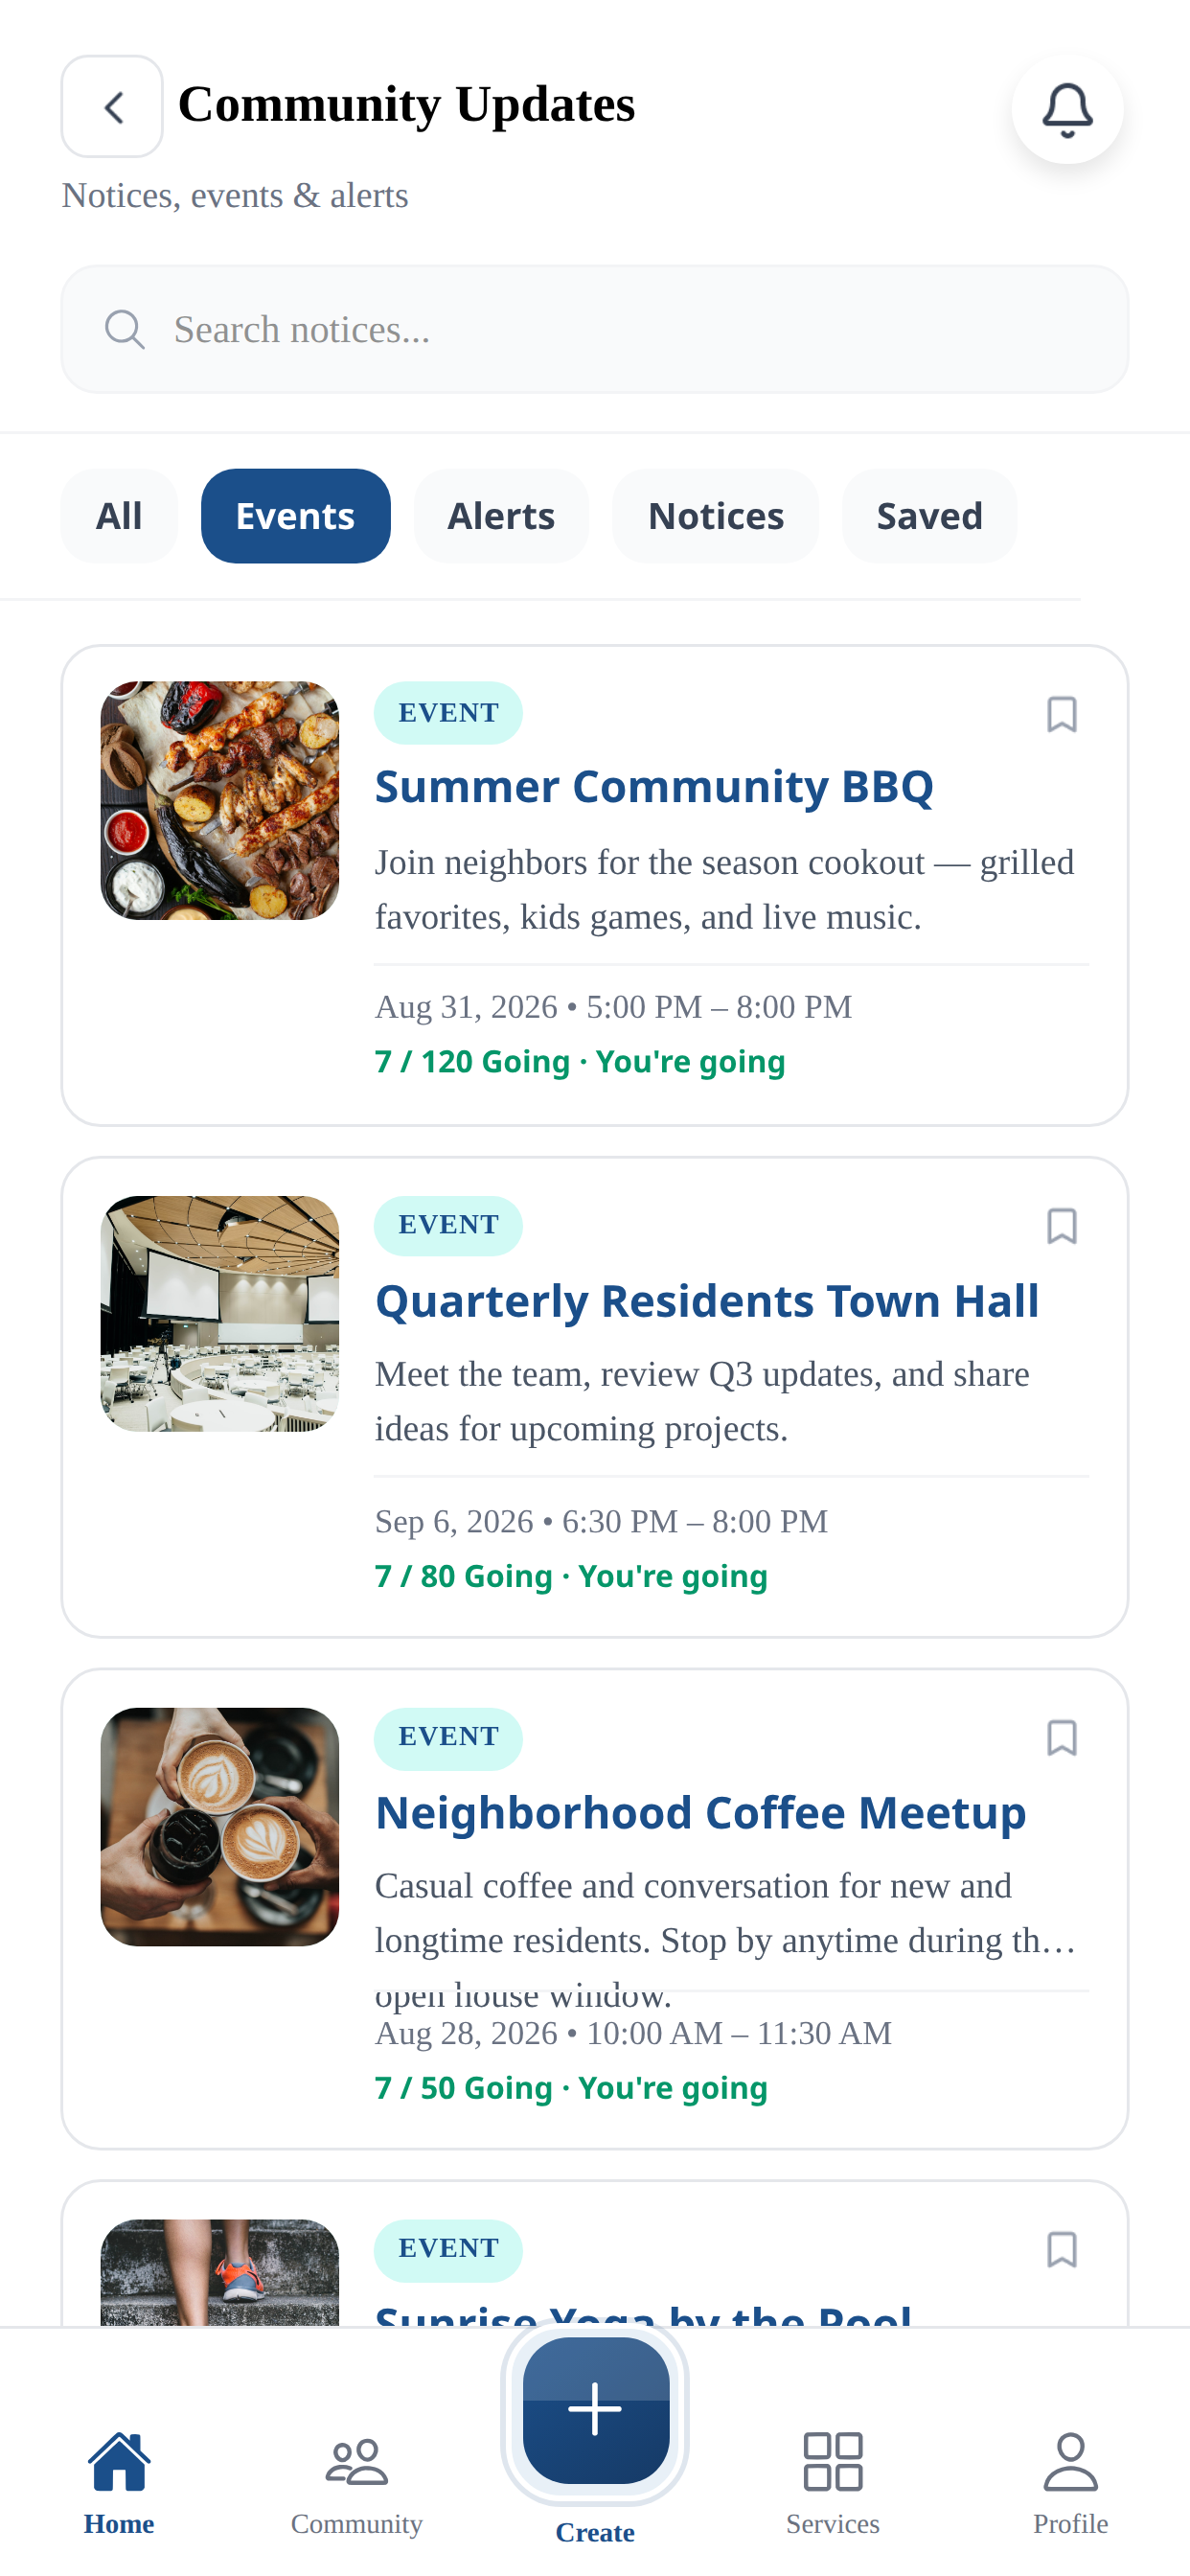 Community Updates
Notices, events & alerts
Search notices...
All
Events
Alerts
Notices
Saved
EVENT
Summer Community BBQ
Join neighbors for the season cookout — grilled
favorites, kids games, and live music.
Aug 31, 2026 • 5:00 PM – 8:00 PM
7 / 120 Going · You're going
EVENT
Quarterly Residents Town Hall
Meet the team, review Q3 updates, and share
ideas for upcoming projects.
Sep 6, 2026 • 6:30 PM – 8:00 PM
7 / 80 Going · You're going
EVENT
Neighborhood Coffee Meetup
Casual coffee and conversation for new and
longtime residents. Stop by anytime during th…
open house window.
Aug 28, 2026 • 10:00 AM – 11:30 AM
7 / 50 Going · You're going
EVENT
Sunrise Yoga by the Pool
Home
Community
Create
Services
Profile